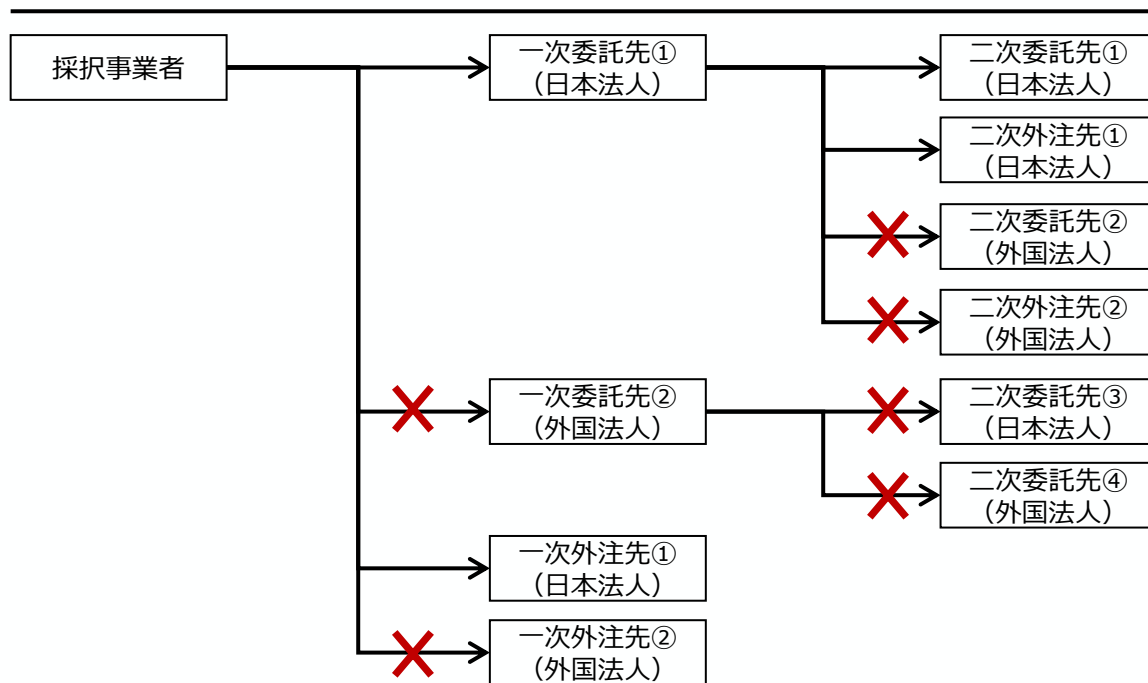 採択事業者
一次委託先①
（日本法人）
二次委託先①
（日本法人）
二次外注先①
（日本法人）
二次委託先②
（外国法人）
二次外注先②
（外国法人）
一次委託先②
（外国法人）
二次委託先③
（日本法人）
二次委託先④
（外国法人）
一次外注先①
（日本法人）
一次外注先②
（外国法人）